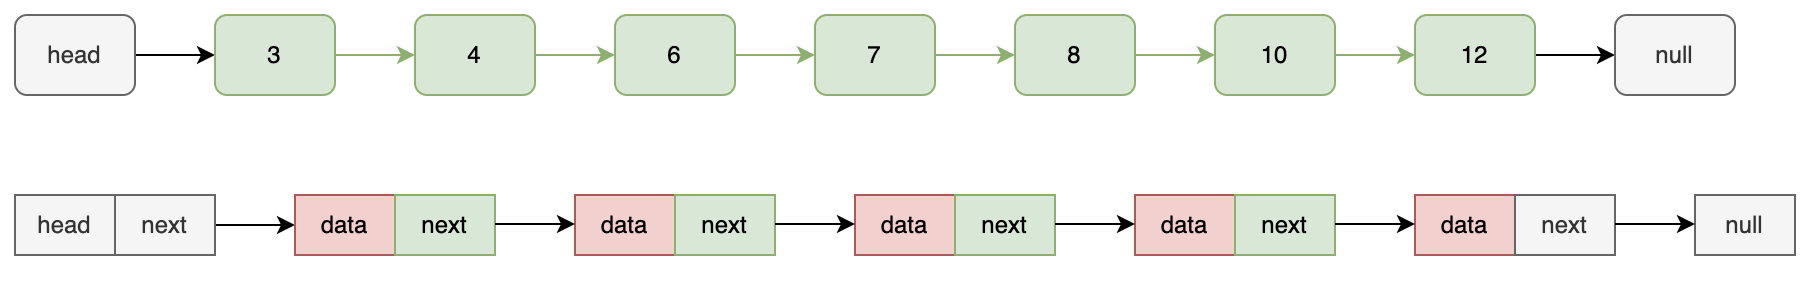 head 3 4 6 7 8 10 12 null
head next data next data next data next data next data next null